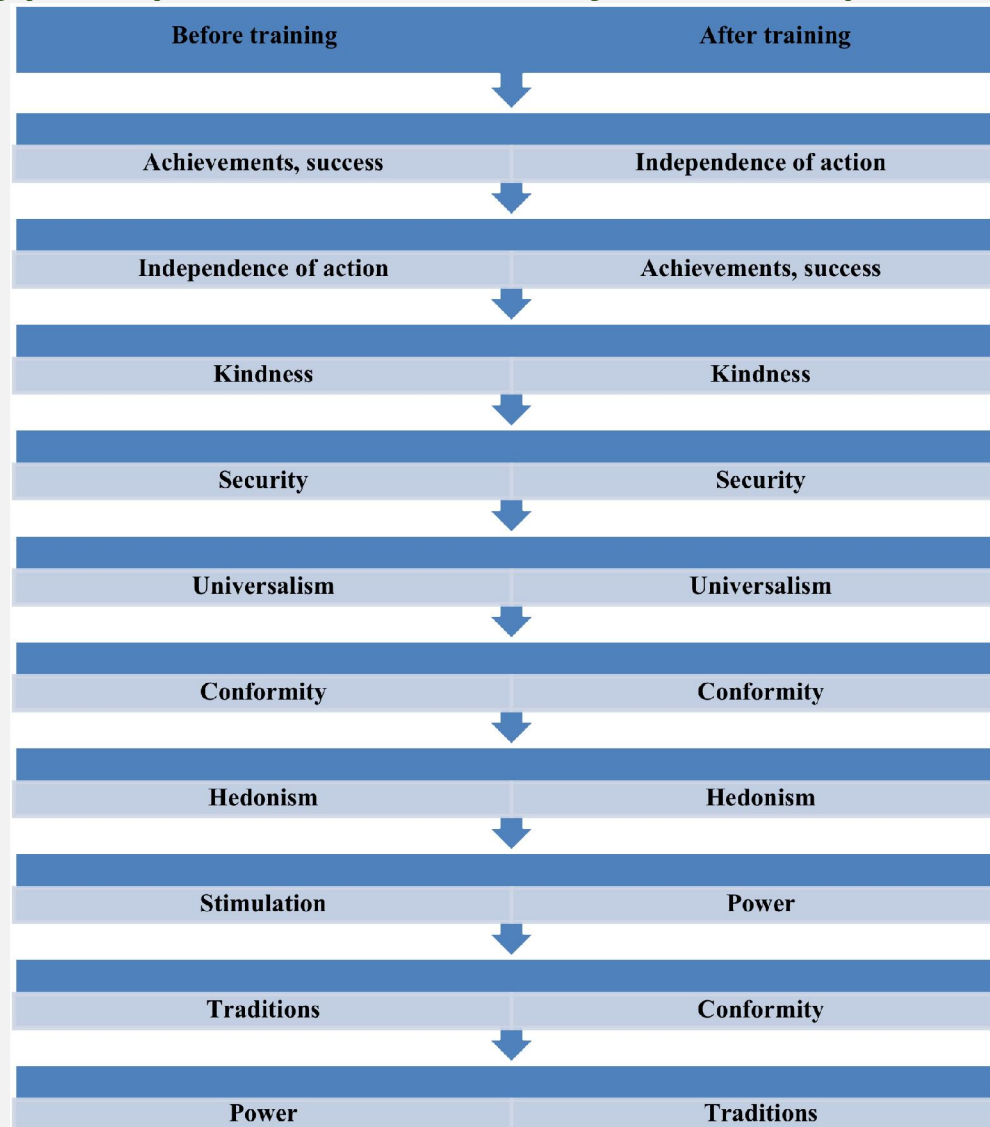 Before training After training
Achievements, success Independence of action
Independence of action Achievements, success
Kindness Kindness
Security Security
Universalism Universalism
Conformity Conformity
Hedonism Hedonism
Stimulation Power
Traditions Conformity
Power Traditions